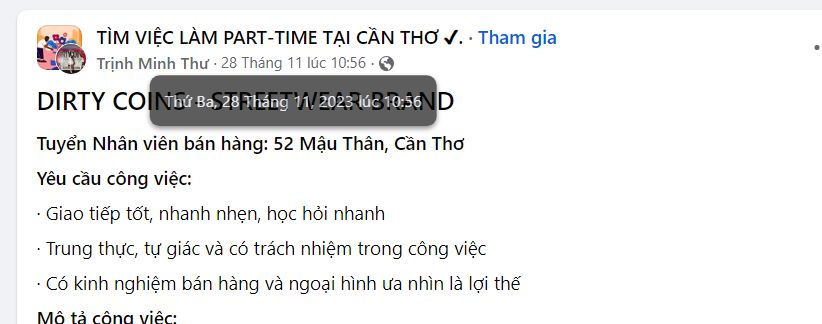 TÌM VIỆC LÀM PART-TIME TẠI CẦN THƠ ✔. · Tham gia
Trịnh Minh Thư · 28 Tháng 11 lúc 10:56 ·
DIRTY COINS - STREETWEAR BRAND
Thứ Ba, 28 Tháng 11, 2023 lúc 10:56
Tuyển Nhân viên bán hàng: 52 Mậu Thân, Cần Thơ
Yêu cầu công việc:
· Giao tiếp tốt, nhanh nhẹn, học hỏi nhanh
· Trung thực, tự giác và có trách nhiệm trong công việc
· Có kinh nghiệm bán hàng và ngoại hình ưa nhìn là lợi thế
Mô tả công việc: